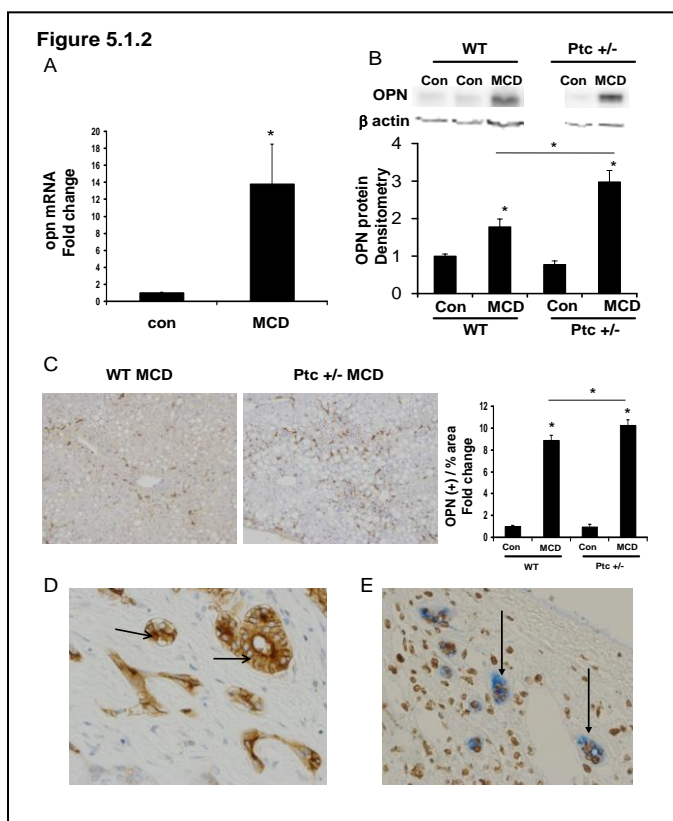 Figure 5.1.2
A
opn mRNA
Fold change
20
18
16
14
12
10
8
6
4
2
0
*
con MCD
B
WT Ptc +/-
Con Con MCD Con MCD
OPN
β actin
OPN protein
Densitometry
4
3
2
1
0
*
*
*
Con MCD Con MCD
WT Ptc +/-
C
WT MCD Ptc +/- MCD
OPN (+) / % area
Fold change
12
10
8
6
4
2
0
*
*
*
Con MCD Con MCD
WT Ptc +/-
D
E